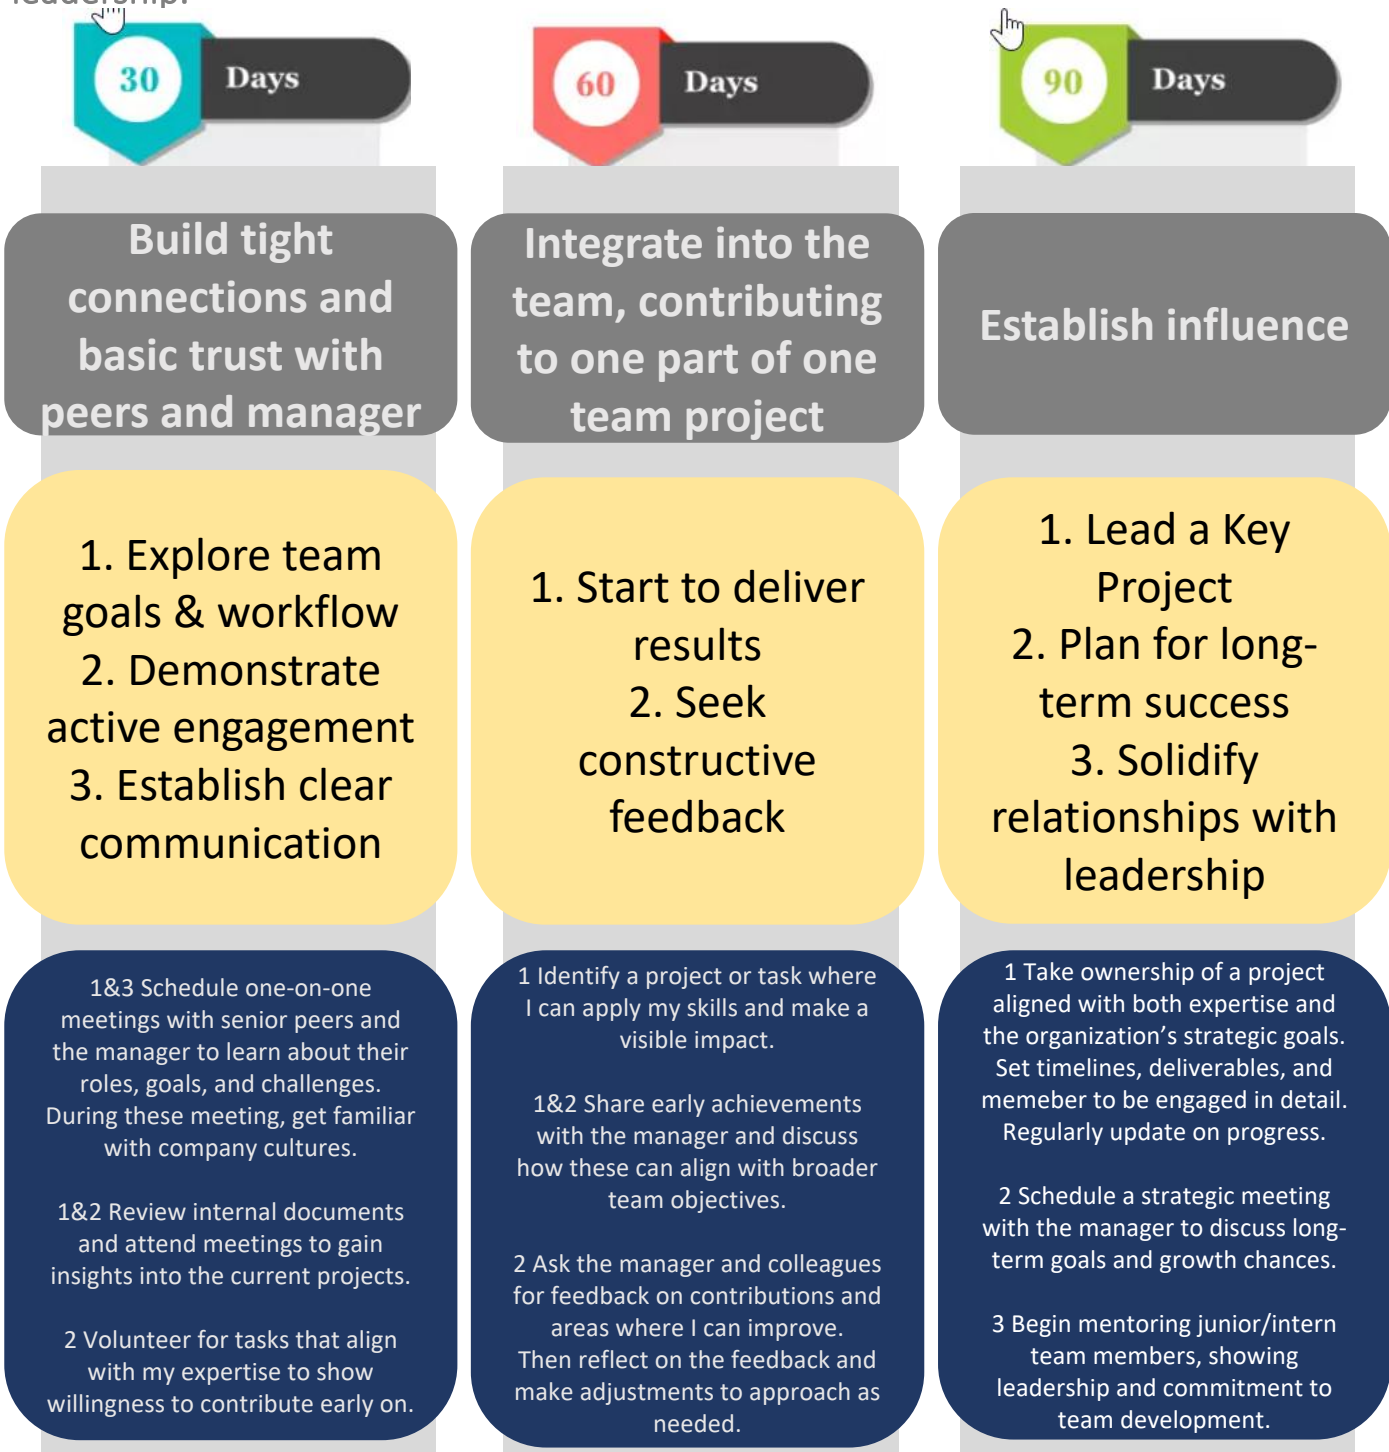 leadership.
30 Days
60 Days
90 Days
Build tight
connections and
basic trust with
peers and manager
Integrate into the
team, contributing
to one part of one
team project
Establish influence
1. Explore team
goals & workflow
2. Demonstrate
active engagement
3. Establish clear
communication
1. Start to deliver
results
2. Seek
constructive
feedback
1. Lead a Key
Project
2. Plan for long-
term success
3. Solidify
relationships with
leadership
1&3 Schedule one-on-one
meetings with senior peers and
the manager to learn about their
roles, goals, and challenges.
During these meeting, get familiar
with company cultures.
1&2 Review internal documents
and attend meetings to gain
insights into the current projects.
2 Volunteer for tasks that align
with my expertise to show
willingness to contribute early on.
1 Identify a project or task where
I can apply my skills and make a
visible impact.
1&2 Share early achievements
with the manager and discuss
how these can align with broader
team objectives.
2 Ask the manager and colleagues
for feedback on contributions and
areas where I can improve.
Then reflect on the feedback and
make adjustments to approach as
needed.
1 Take ownership of a project
aligned with both expertise and
the organization’s strategic goals.
Set timelines, deliverables, and
memeber to be engaged in detail.
Regularly update on progress.
2 Schedule a strategic meeting
with the manager to discuss long-
term goals and growth chances.
3 Begin mentoring junior/intern
team members, showing
leadership and commitment to
team development.